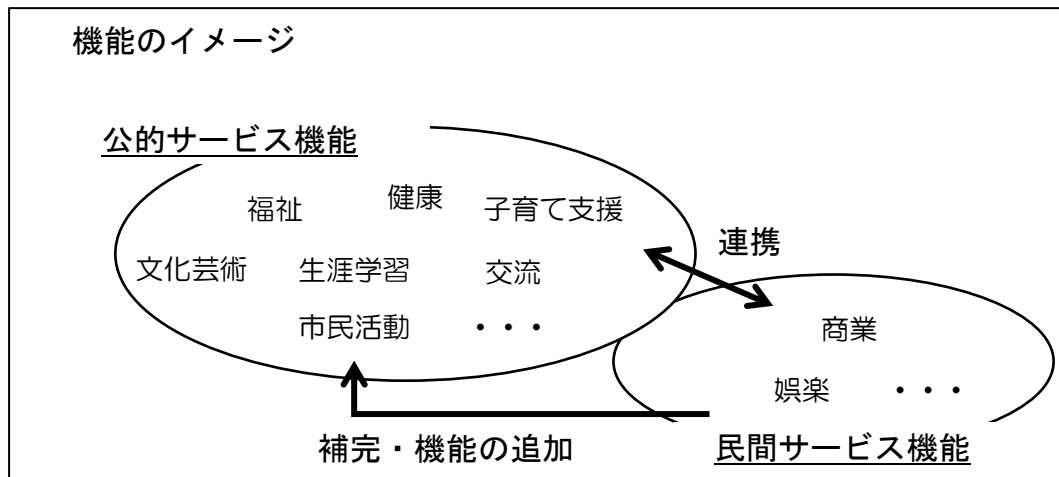 機能のイメージ
公的サービス機能
福祉 健康 子育て支援
文化芸術 生涯学習 交流
市民活動 ・・・
連携
商業
娯楽 ・・・
補完・機能の追加
民間サービス機能